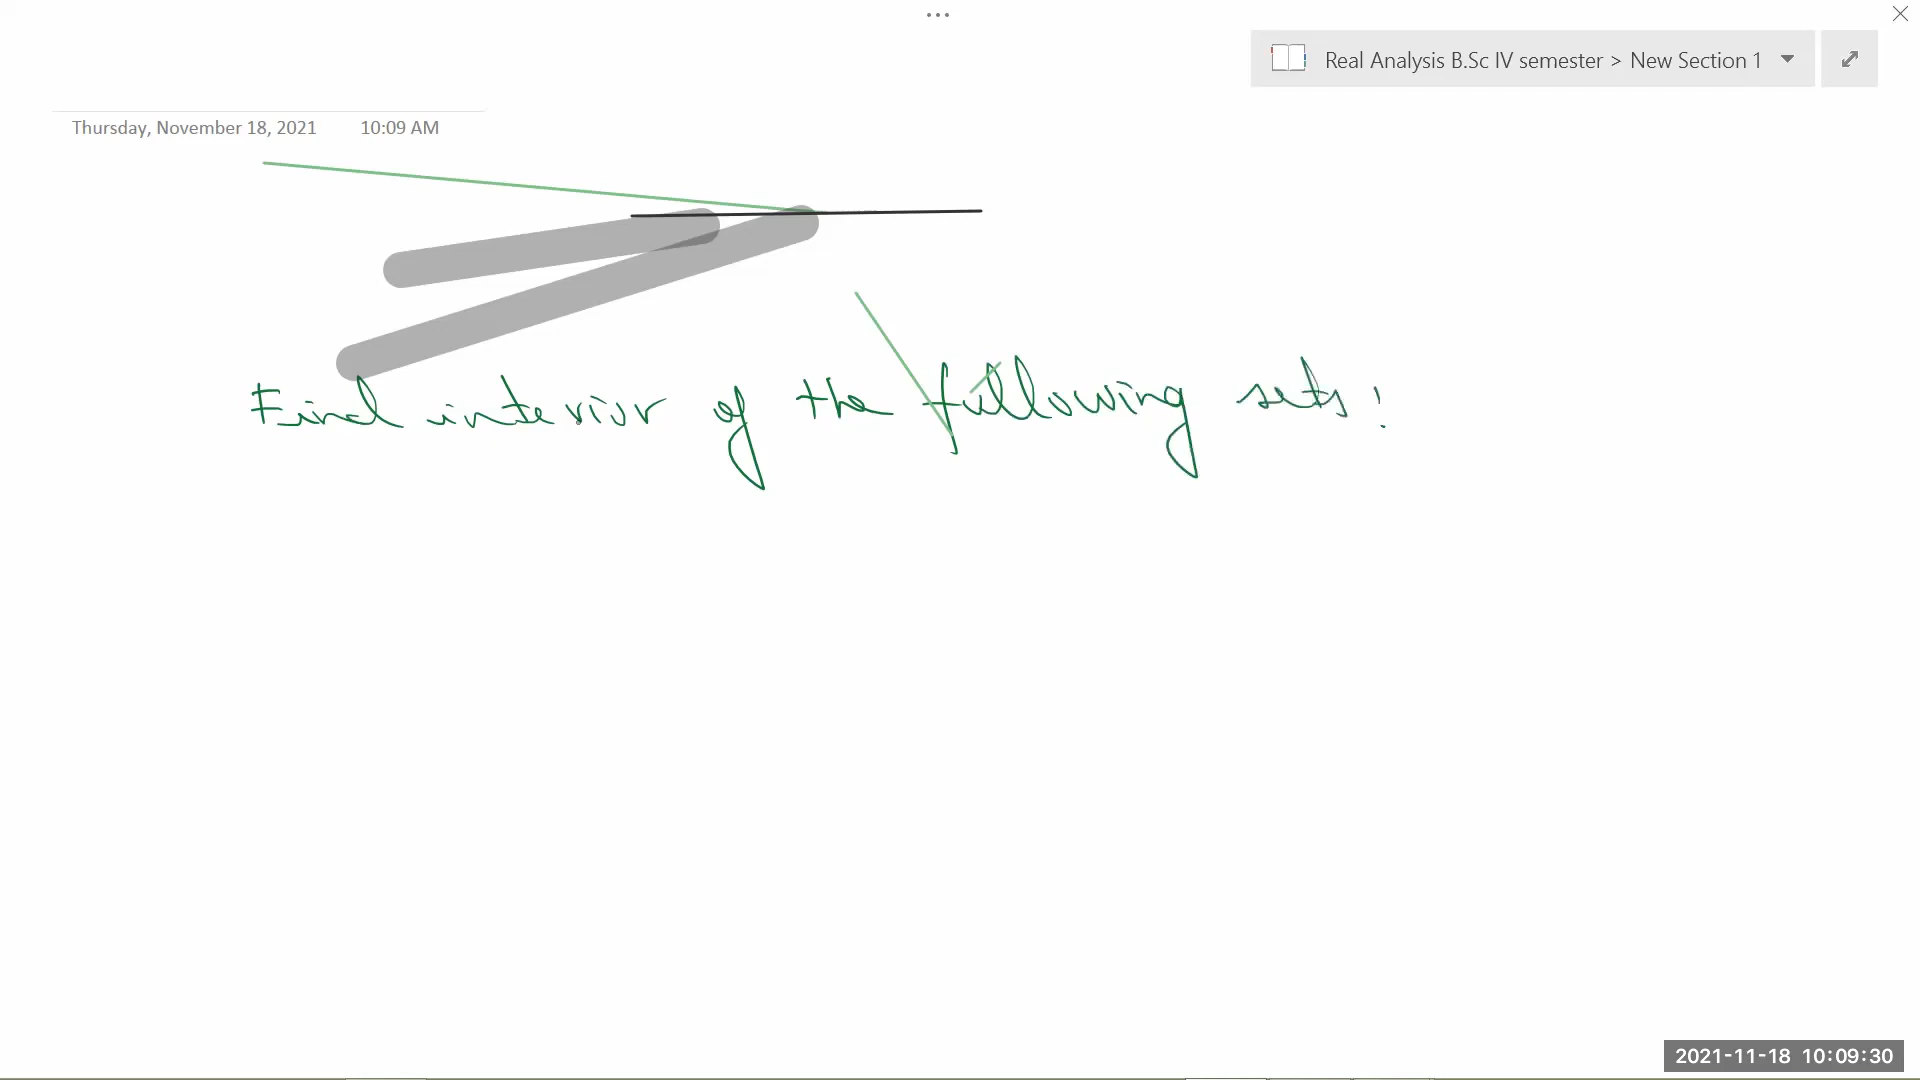 Real Analysis B.Sc IV semester > New Section 1
Thursday, November 18, 2021 10:09 AM
Find interior of the following sets:
2021-11-18 10:09:30